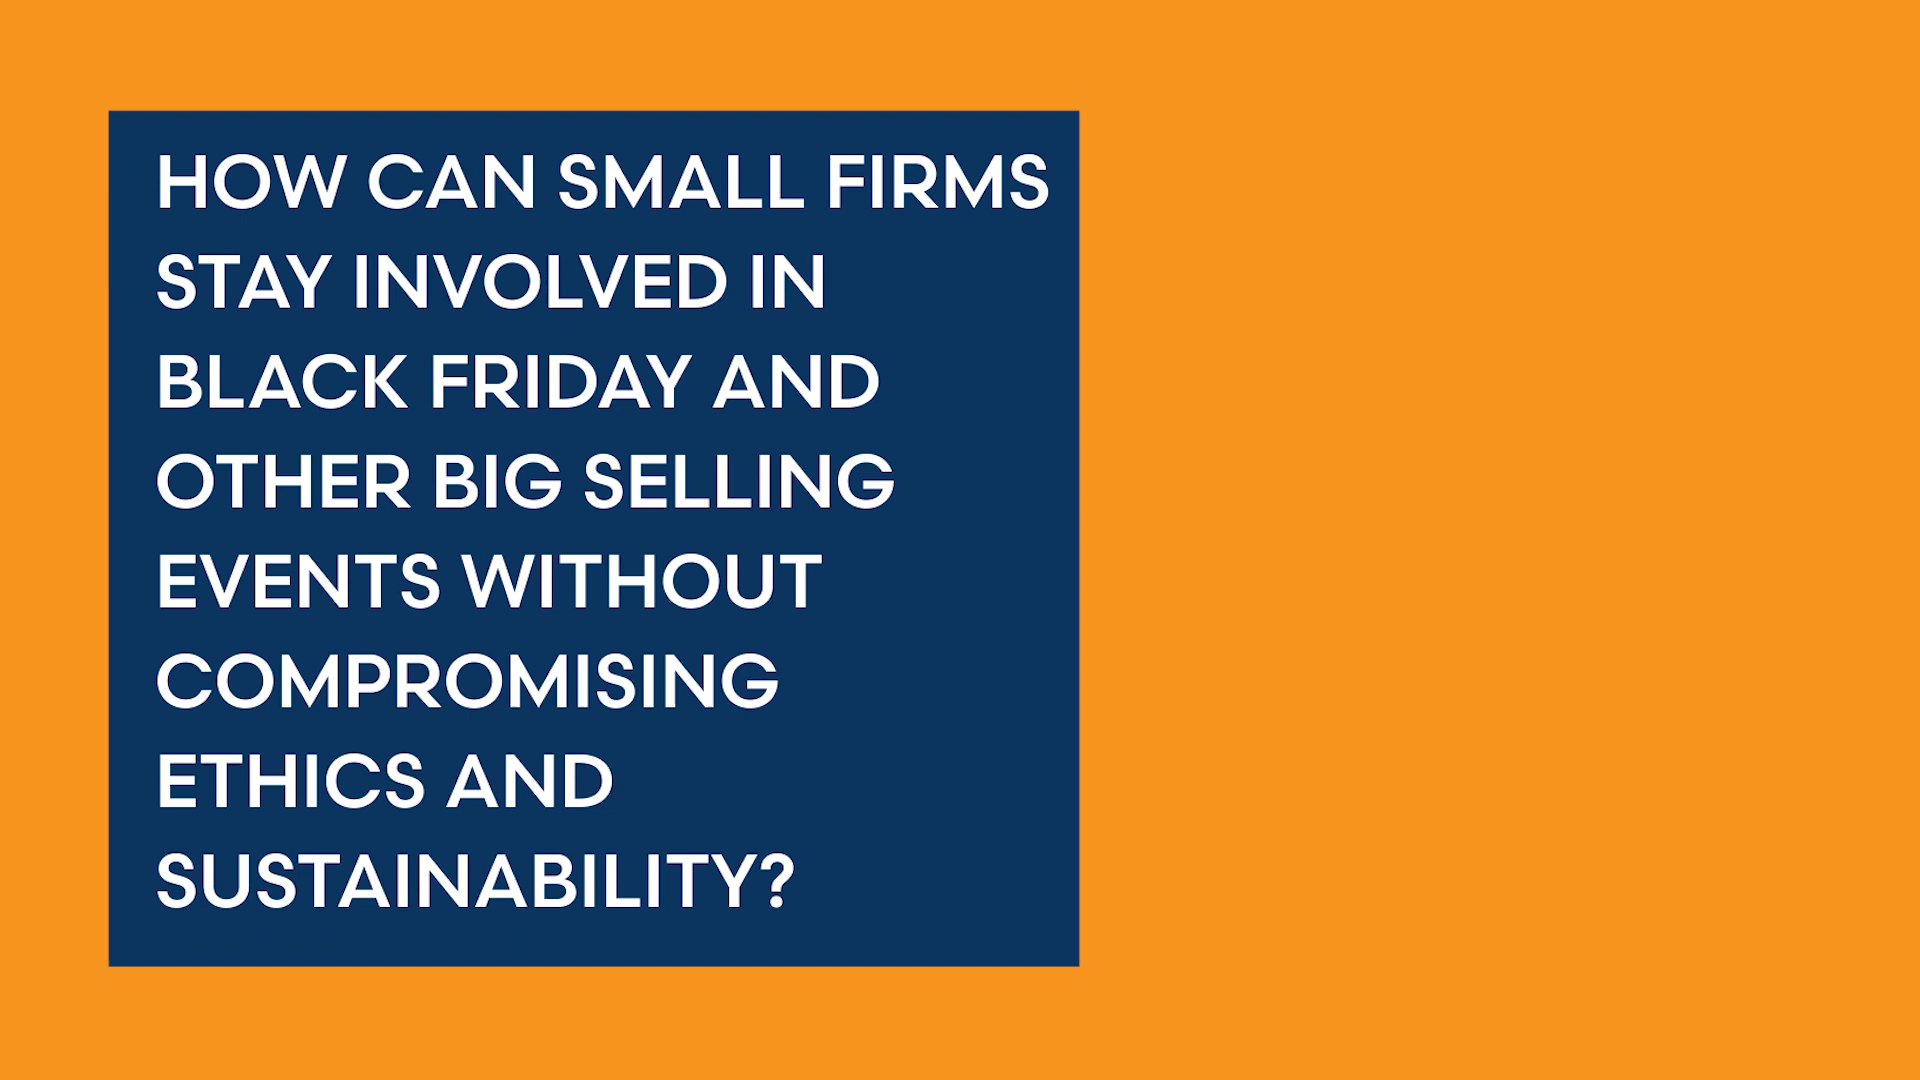 HOW CAN SMALL FIRMS
STAY INVOLVED IN
BLACK FRIDAY AND
OTHER BIG SELLING
EVENTS WITHOUT
COMPROMISING
ETHICS AND
SUSTAINABILITY?